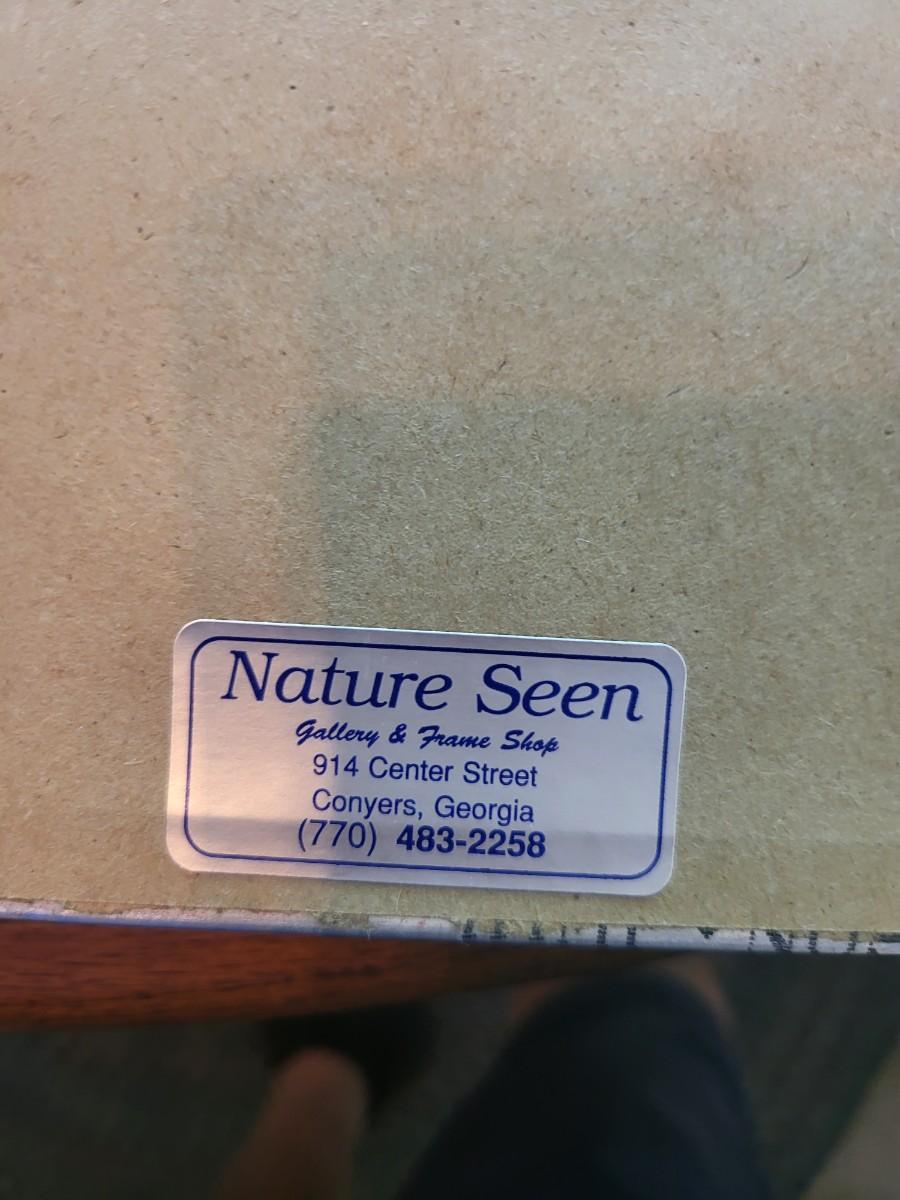 Nature Seen
Gallery & Frame Shop
914 Center Street
Conyers, Georgia
(770) 483-2258